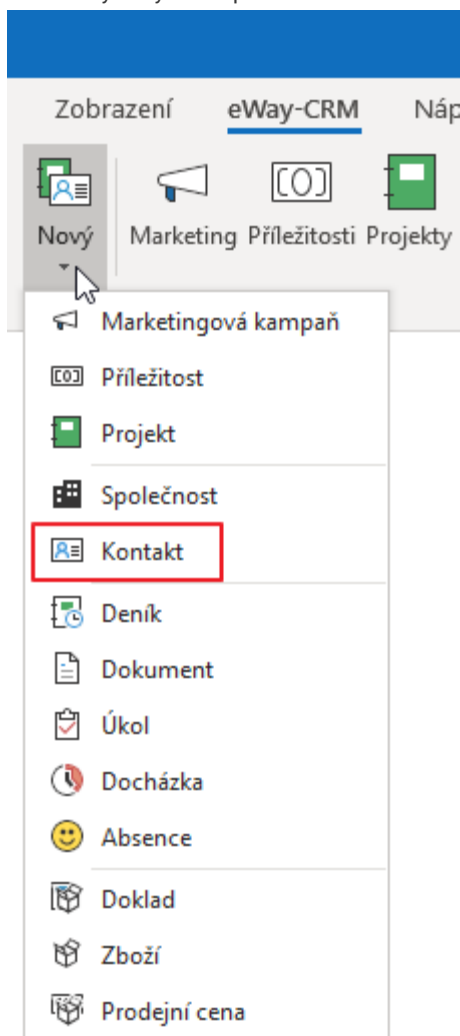 Zobrazení eWay-CRM Náp
Nový Marketing Příležitosti Projekty
Marketingová kampaň
Příležitost
Projekt
Společnost
Kontakt
Deník
Dokument
Úkol
Docházka
Absence
Doklad
Zboží
Prodejní cena